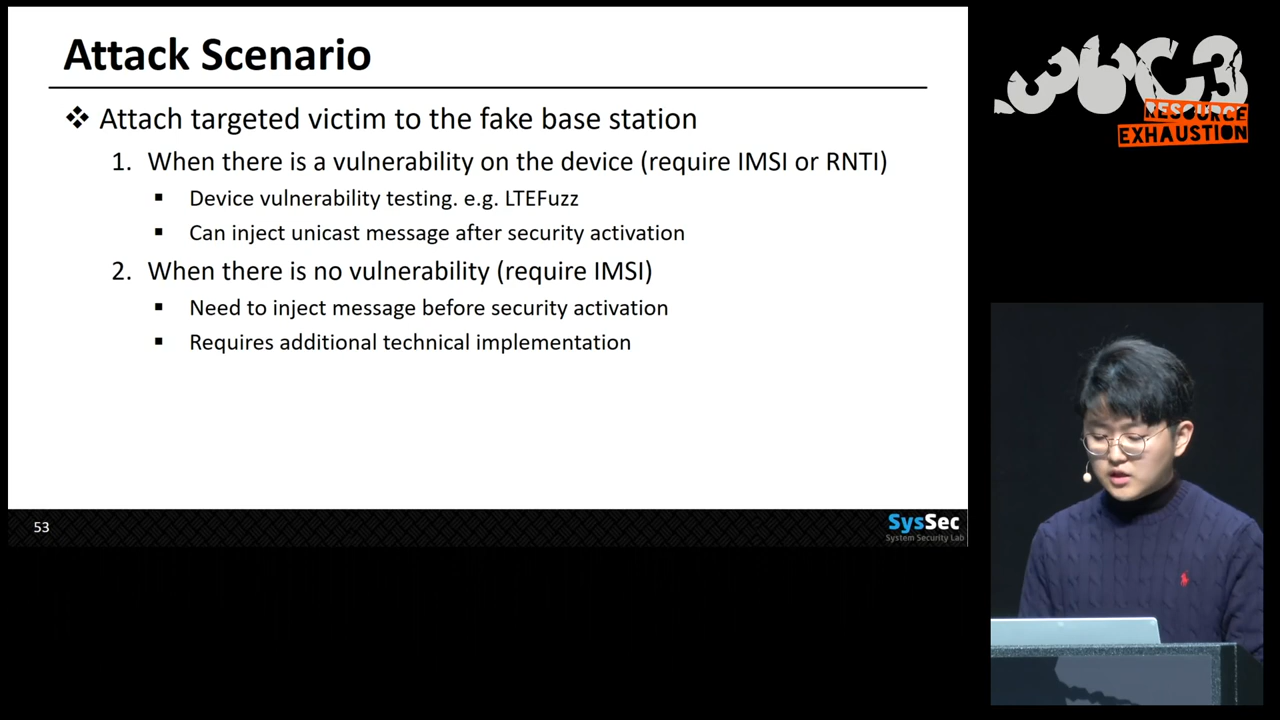 Attack Scenario
❖ Attach targeted victim to the fake base station
1. When there is a vulnerability on the device (require IMSI or RNTI)
▪ Device vulnerability testing. e.g. LTEFuzz
▪ Can inject unicast message after security activation
2. When there is no vulnerability (require IMSI)
▪ Need to inject message before security activation
▪ Requires additional technical implementation
53
SysSec
System Security Lab
36C3
RESOURCE
EXHAUSTION